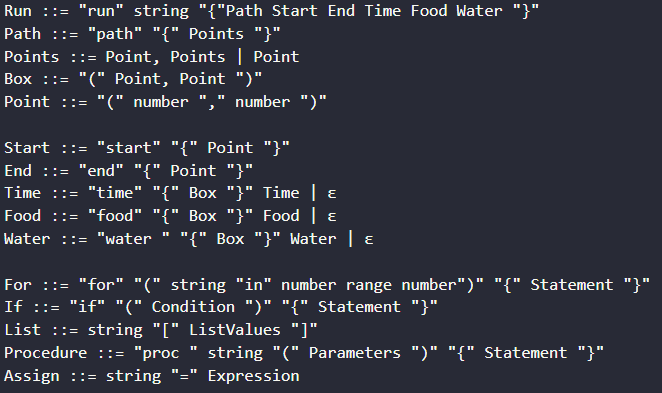 Run ::= "run" string "{"Path Start End Time Food Water "}"
Path ::= "path" "{" Points "}"
Points ::= Point, Points | Point
Box ::= "(" Point, Point ")"
Point ::= "(" number "," number ")"
Start ::= "start" "{" Point "}"
End ::= "end" "{" Point "}"
Time ::= "time" "{" Box "}" Time | ε
Food ::= "food" "{" Box "}" Food | ε
Water ::= "water " "{" Box "}" Water | ε
For ::= "for" "(" string "in" number range number")" "{" Statement "}"
If ::= "if" "(" Condition ")" "{" Statement "}"
List ::= string "[" ListValues "]"
Procedure ::= "proc " string "(" Parameters ")" "{" Statement "}"
Assign ::= string "=" Expression